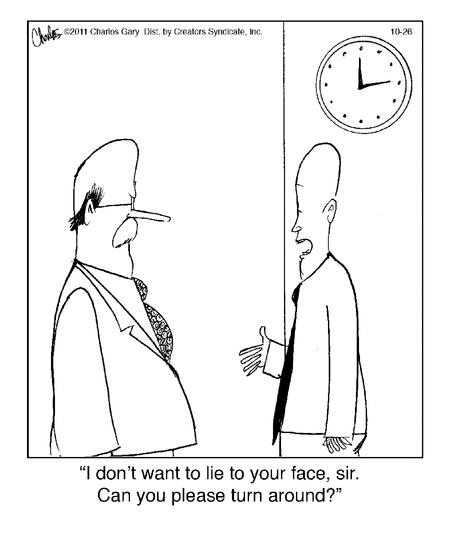 Charlos ©2011 Charlos Gary Dist. by Creators Syndicate, Inc. 10-26
“I don’t want to lie to your face, sir.
Can you please turn around?”